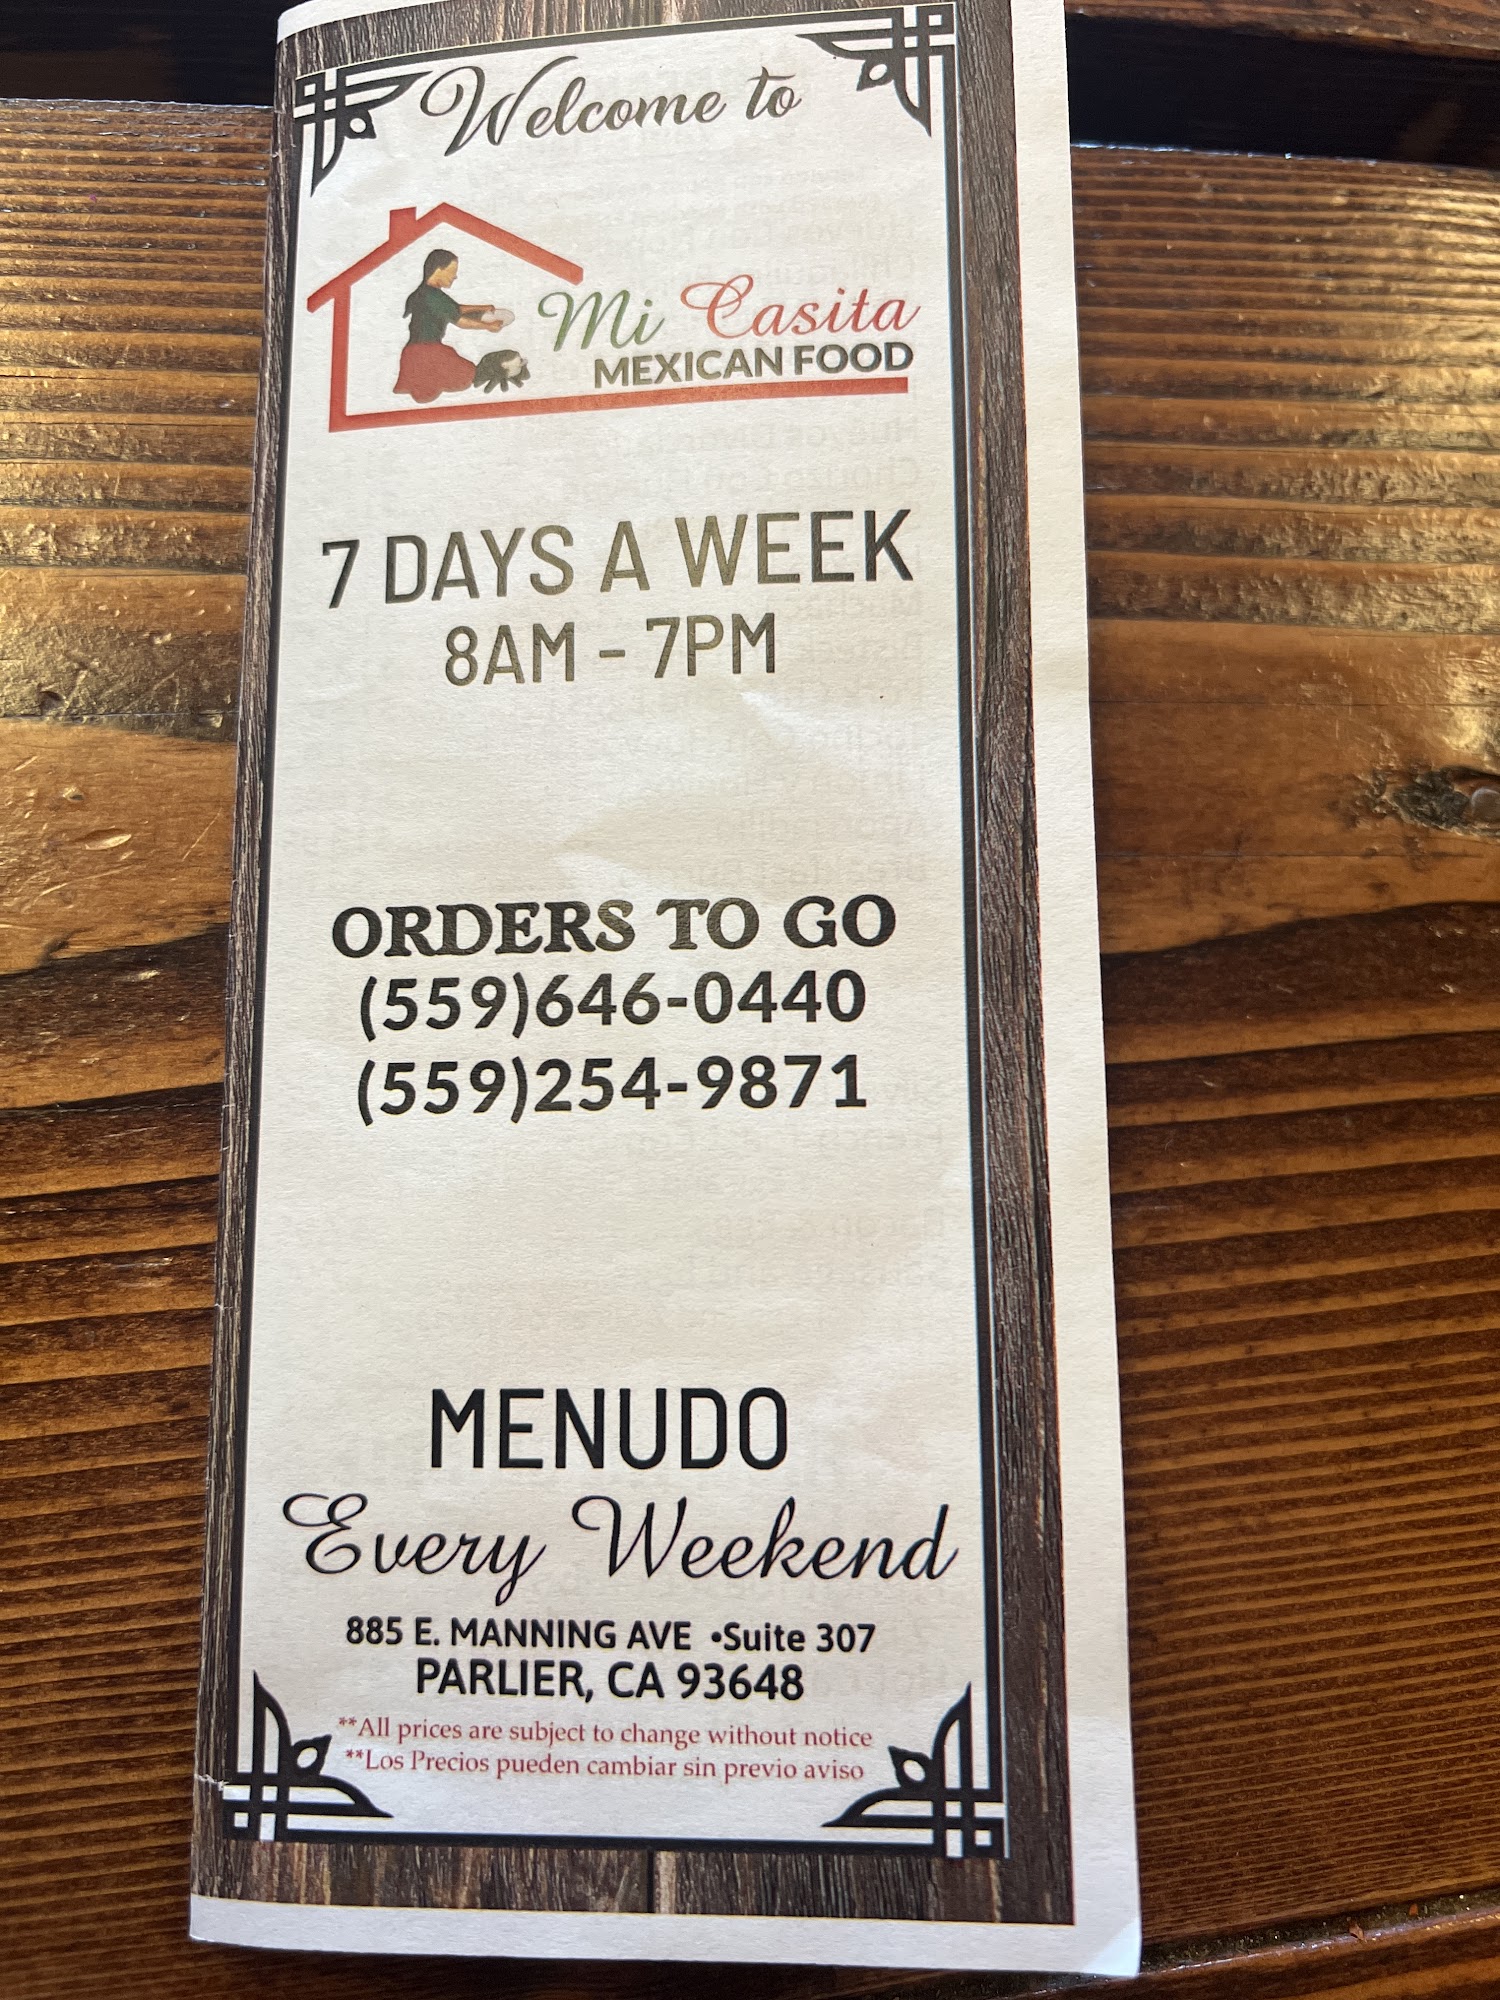 Welcome to
Mi Casita
MEXICAN FOOD
7 DAYS A WEEK
8AM - 7PM
ORDERS TO GO
(559)646-0440
(559)254-9871
MENUDO
Every Weekend
885 E. MANNING AVE •Suite 307
PARLIER, CA 93648
**All prices are subject to change without notice
**Los Precios pueden cambiar sin previo aviso